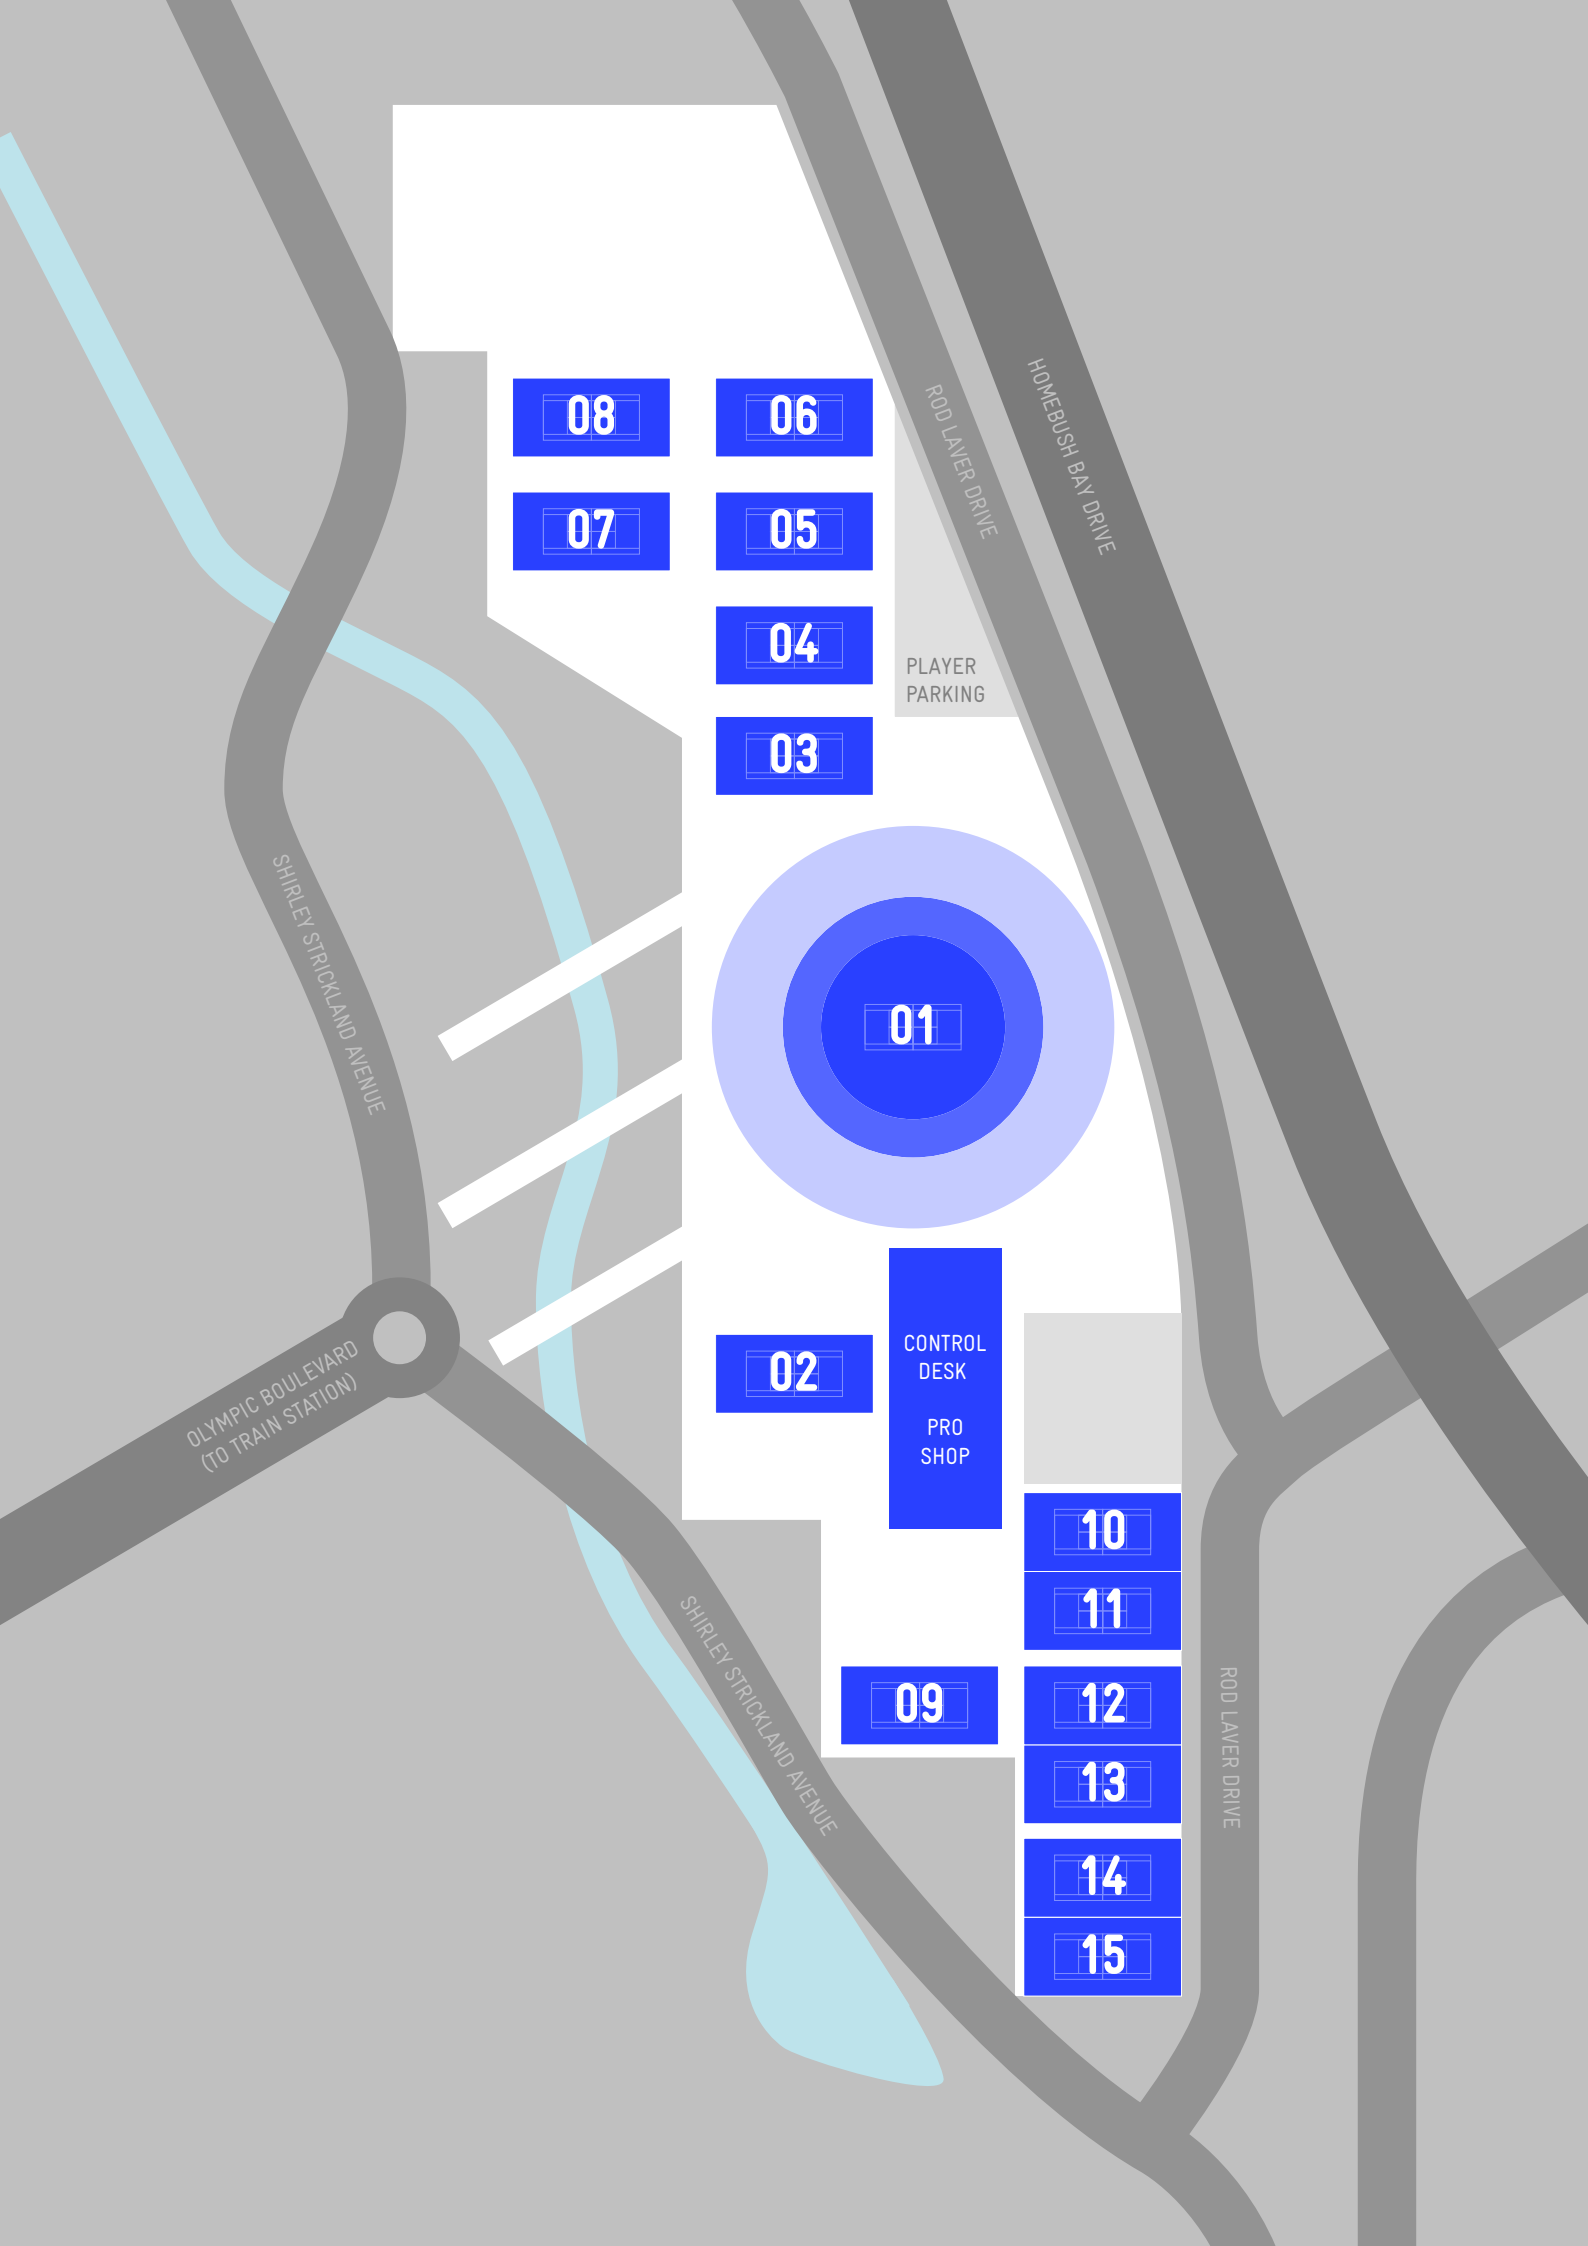 ROD LAVER DRIVE
HOMEBUSH BAY DRIVE
08
06
07
05
04
PLAYER
PARKING
03
SHIRLEY STRICKLAND AVENUE
01
CONTROL
DESK
PRO
SHOP
02
OLYMPIC BOULEVARD
(TO TRAIN STATION)
10
11
SHIRLEY STRICKLAND AVENUE
09
12
ROD LAVER DRIVE
13
14
15